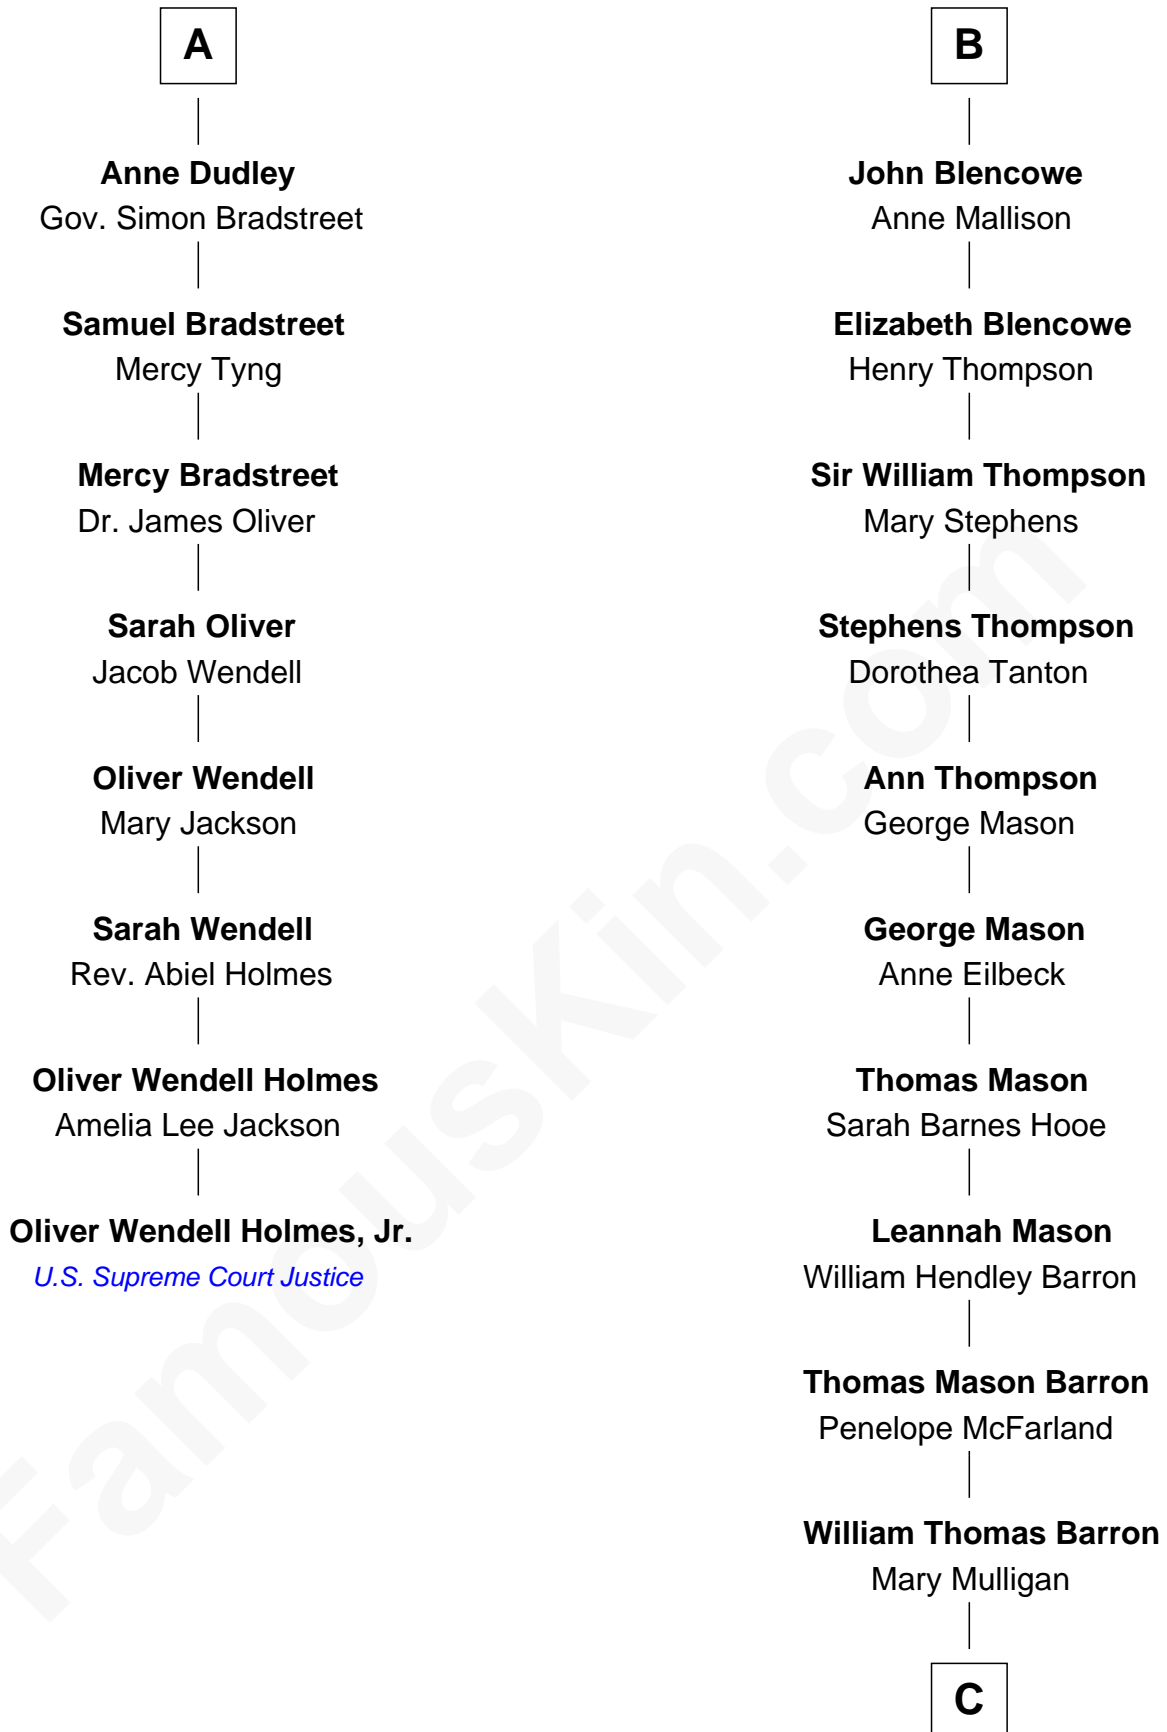 A
Anne Dudley
Gov. Simon Bradstreet
Samuel Bradstreet
Mercy Tyng
Mercy Bradstreet
Dr. James Oliver
Sarah Oliver
Jacob Wendell
Oliver Wendell
Mary Jackson
Sarah Wendell
Rev. Abiel Holmes
Oliver Wendell Holmes
Amelia Lee Jackson
Oliver Wendell Holmes, Jr.
U.S. Supreme Court Justice
B
John Blencowe
Anne Mallison
Elizabeth Blencowe
Henry Thompson
Sir William Thompson
Mary Stephens
Stephens Thompson
Dorothea Tanton
Ann Thompson
George Mason
George Mason
Anne Eilbeck
Thomas Mason
Sarah Barnes Hooe
Leannah Mason
William Hendley Barron
Thomas Mason Barron
Penelope McFarland
William Thomas Barron
Mary Mulligan
C
FamousKin.com